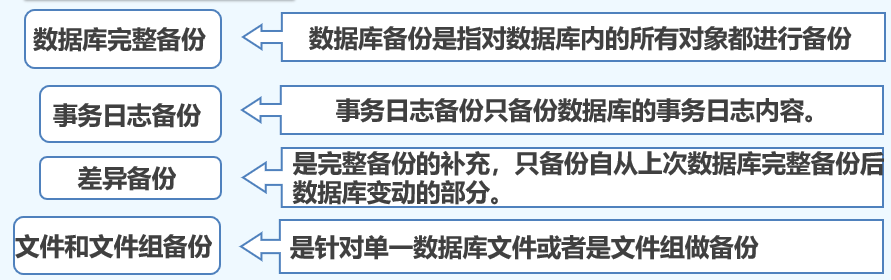 数据库完整备份
数据库备份是指对数据库内的所有对象都进行备份
事务日志备份
事务日志备份只备份数据库的事务日志内容。
差异备份
是完整备份的补充，只备份自从上次数据库完整备份后
数据库变动的部分。
文件和文件组备份
是针对单一数据库文件或者是文件组做备份